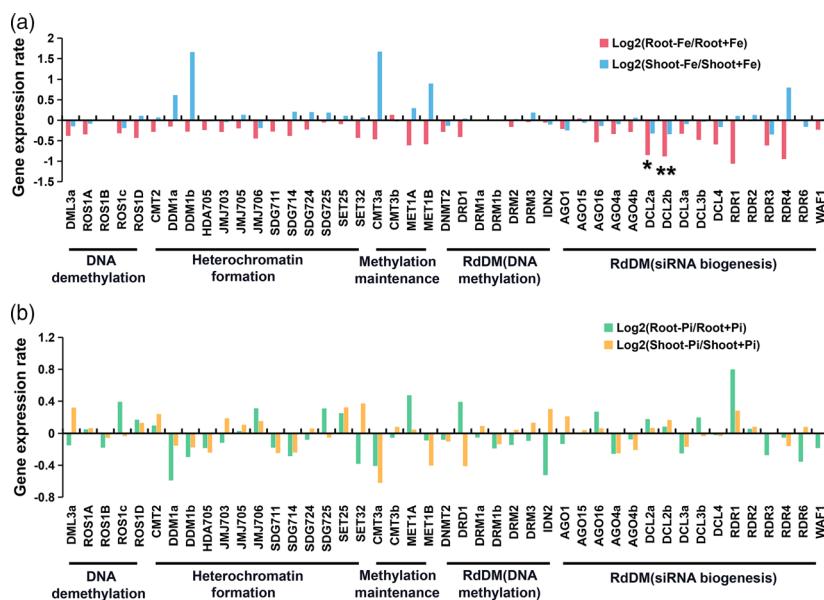 (a)
Log2(Root-Fe/Root+Fe)
Log2(Shoot-Fe/Shoot+Fe)
Gene expression rate
2
1.5
1
0.5
0
-0.5
-1
-1.5
* **
DML3a ROS1A ROS1B ROS1c ROS1D CMT2 DDM1a DDM1b HDA705 JMJ703 JMJ705 JMJ706 SDG711 SDG714 SDG724 SDG725 SET25 SET32 CMT3a CMT3b MET1A MET1B DNMT2 DRD1 DRM1a DRM1b DRM2 DRM3 IDN2 AGO1 AGO15 AGO16 AGO4a AGO4b DCL2a DCL2b DCL3a DCL3b DCL4 RDR1 RDR2 RDR3 RDR4 RDR6 WAF1
DNA Heterochromatin Methylation RdDM(DNA RdDM(siRNA biogenesis)
demethylation formation maintenance methylation)
(b)
Log2(Root-Pi/Root+Pi)
Log2(Shoot-Pi/Shoot+Pi)
Gene expression rate
1.2
0.8
0.4
0
-0.4
-0.8
DML3a ROS1A ROS1B ROS1c ROS1D CMT2 DDM1a DDM1b HDA705 JMJ703 JMJ705 JMJ706 SDG711 SDG714 SDG724 SDG725 SET25 SET32 CMT3a CMT3b MET1A MET1B DNMT2 DRD1 DRM1a DRM1b DRM2 DRM3 IDN2 AGO1 AGO15 AGO16 AGO4a AGO4b DCL2a DCL2b DCL3a DCL3b DCL4 RDR1 RDR2 RDR3 RDR4 RDR6 WAF1
DNA Heterochromatin Methylation RdDM(DNA RdDM(siRNA biogenesis)
demethylation formation maintenance methylation)